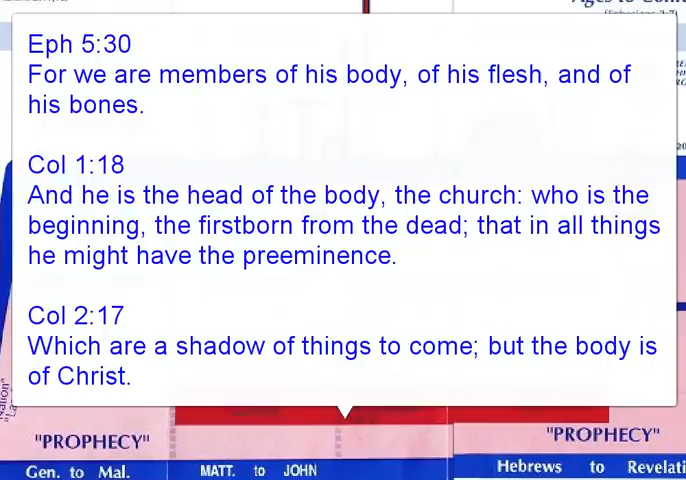 Ages to Com
Eph 5:30
For we are members of his body, of his flesh, and of
his bones.
Col 1:18
And he is the head of the body, the church: who is the
beginning, the firstborn from the dead; that in all things
he might have the preeminence.
Col 2:17
Which are a shadow of things to come; but the body is
of Christ.
"PROPHECY"
"PROPHECY"
Gen. to Mal.
MATT. to JOHN
Hebrews to Revelati